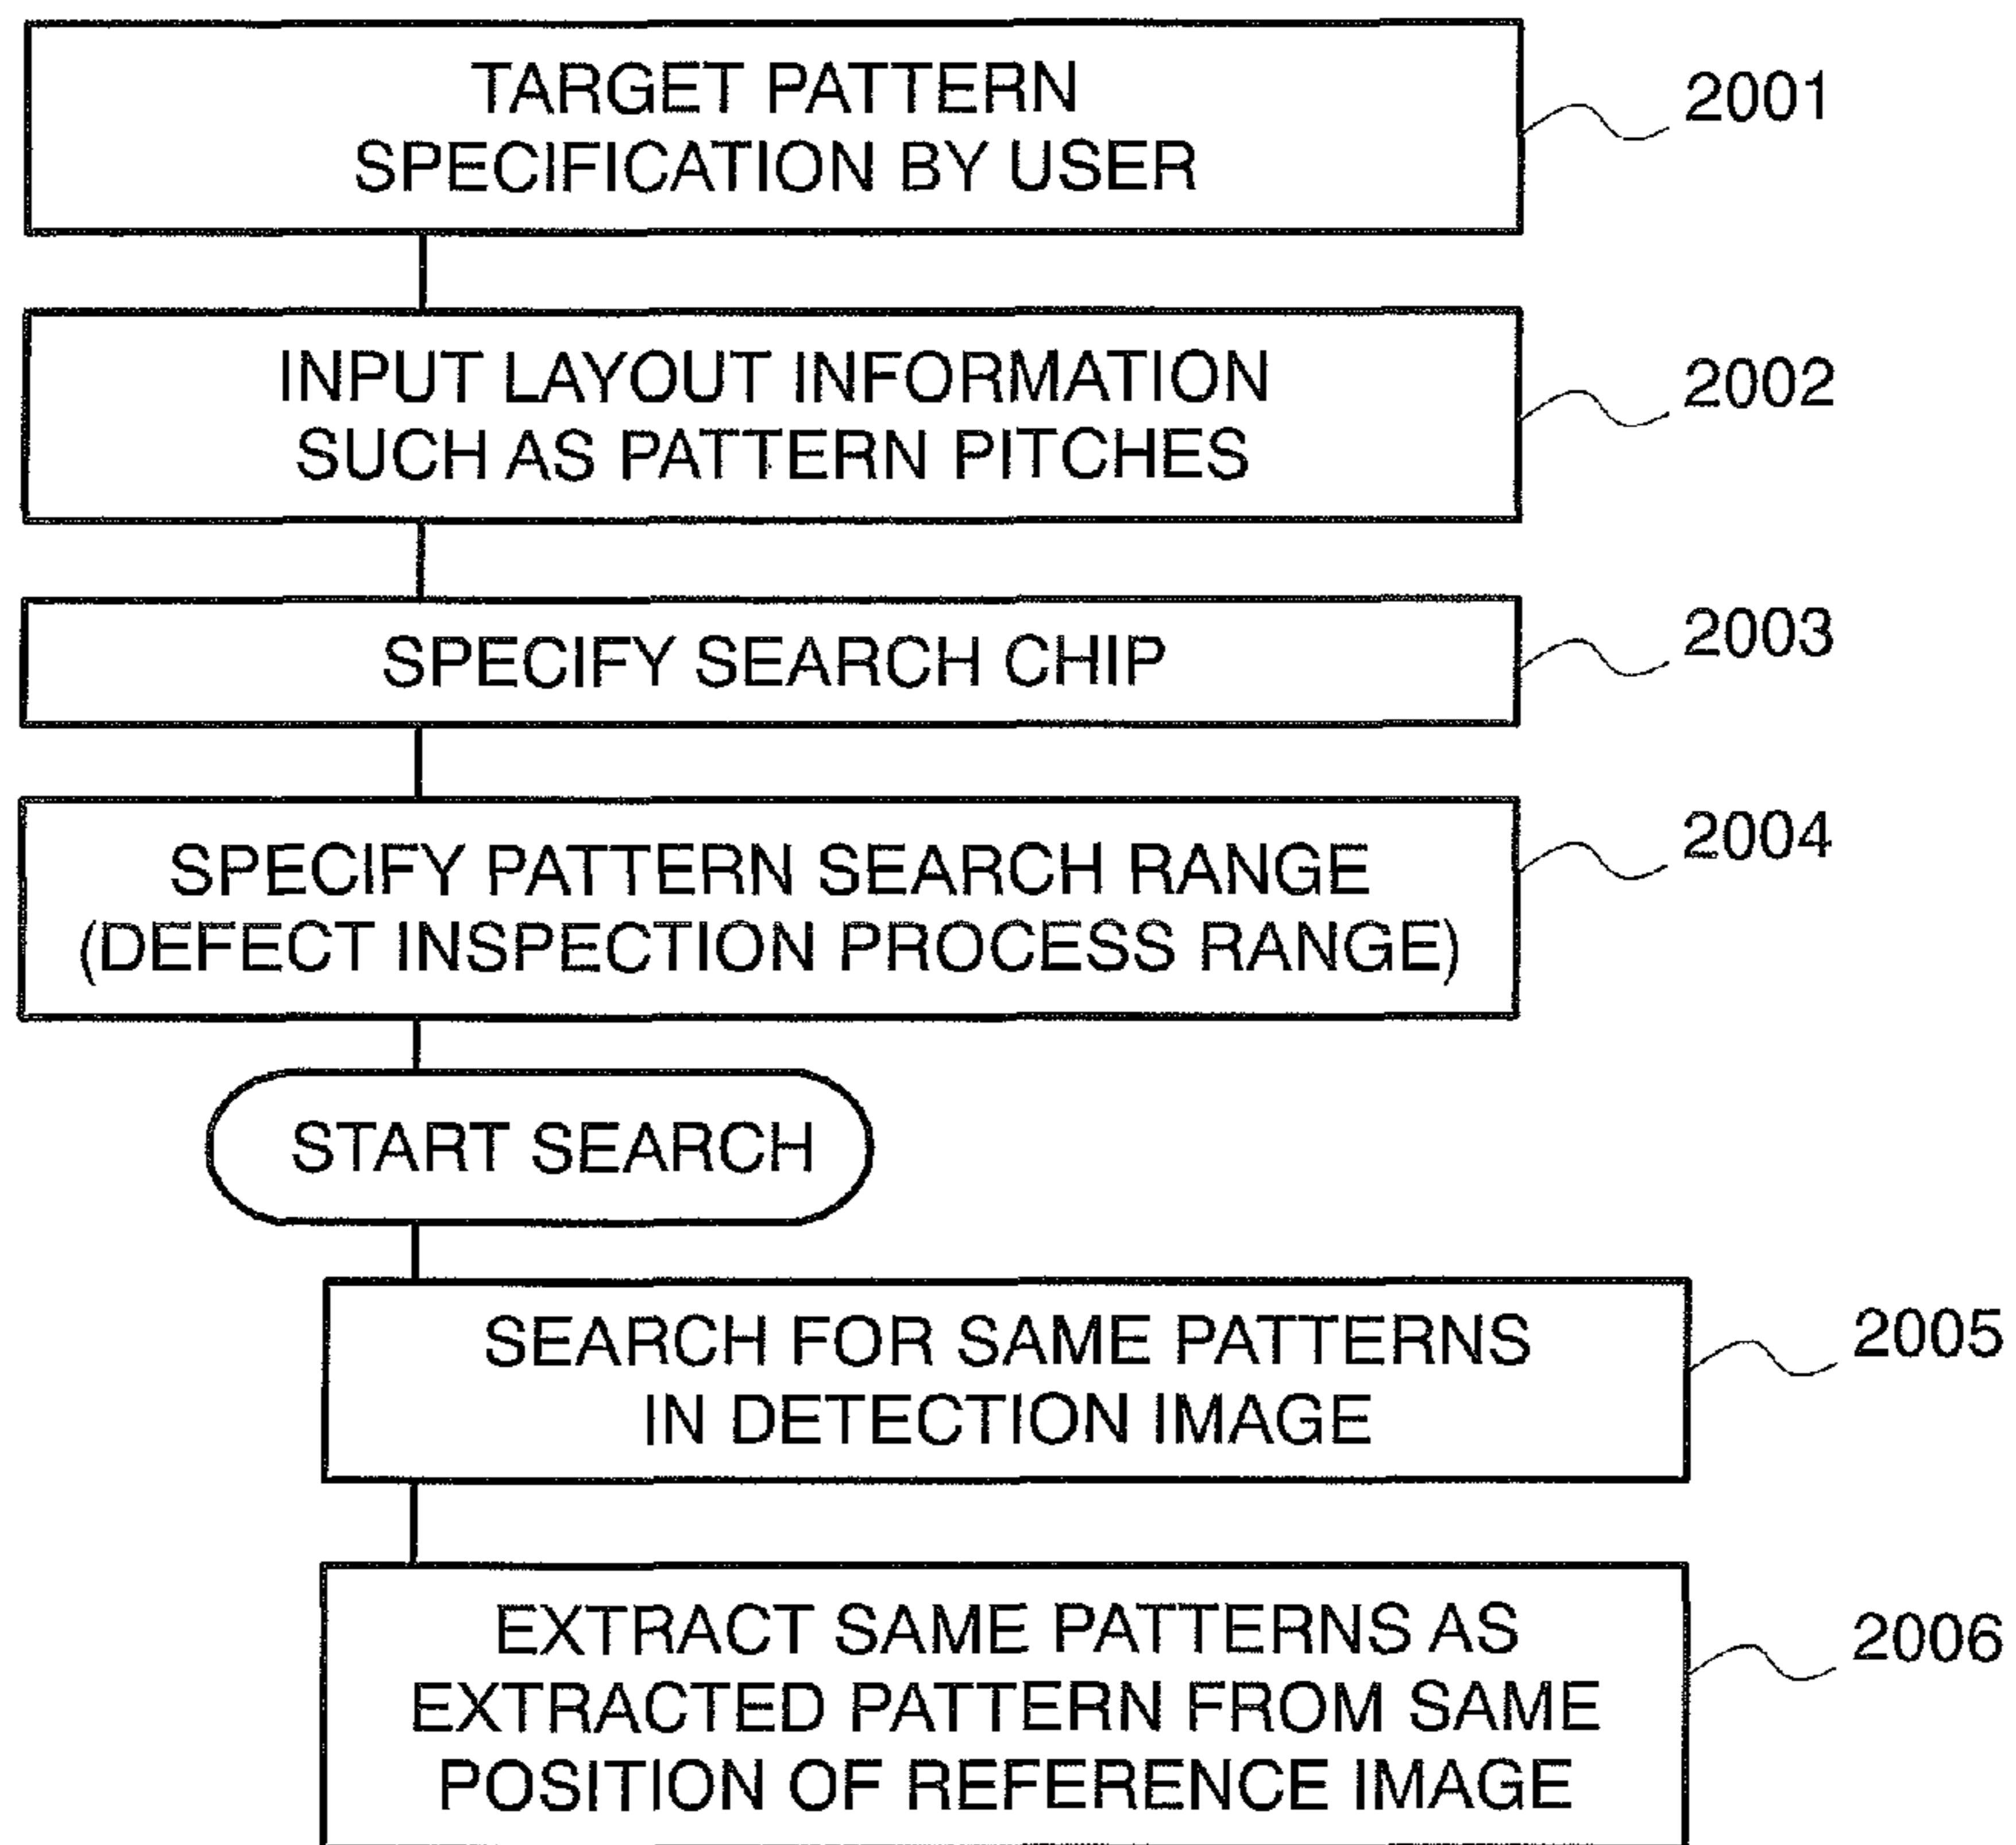 TARGET PATTERN
SPECIFICATION BY USER
2001
INPUT LAYOUT INFORMATION
SUCH AS PATTERN PITCHES
2002
SPECIFY SEARCH CHIP
2003
SPECIFY PATTERN SEARCH RANGE
(DEFECT INSPECTION PROCESS RANGE)
2004
START SEARCH
SEARCH FOR SAME PATTERNS
IN DETECTION IMAGE
2005
EXTRACT SAME PATTERNS AS
EXTRACTED PATTERN FROM SAME
POSITION OF REFERENCE IMAGE
2006